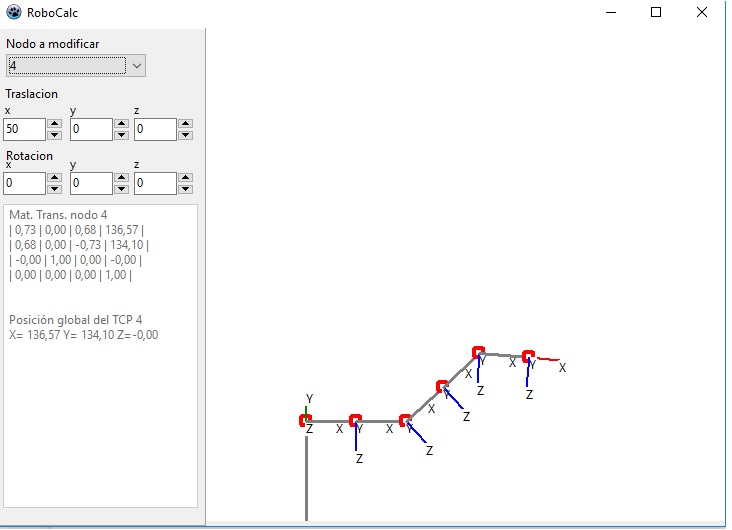 RoboCalc
Nodo a modificar
4
Traslacion
x y z
50 0 0
Rotacion
x y z
0 0 0
Mat. Trans. nodo 4
| 0,73 | 0,00 | 0,68 | 136,57 |
| 0,68 | 0,00 | -0,73 | 134,10 |
| -0,00 | 1,00 | 0,00 | -0,00 |
| 0,00 | 0,00 | 0,00 | 1,00 |
Posición global del TCP 4
X= 136,57 Y= 134,10 Z=-0,00
Y
Z X Y X Y
Z
X Y
Z
Z
X Y
Z
X Y X
Z